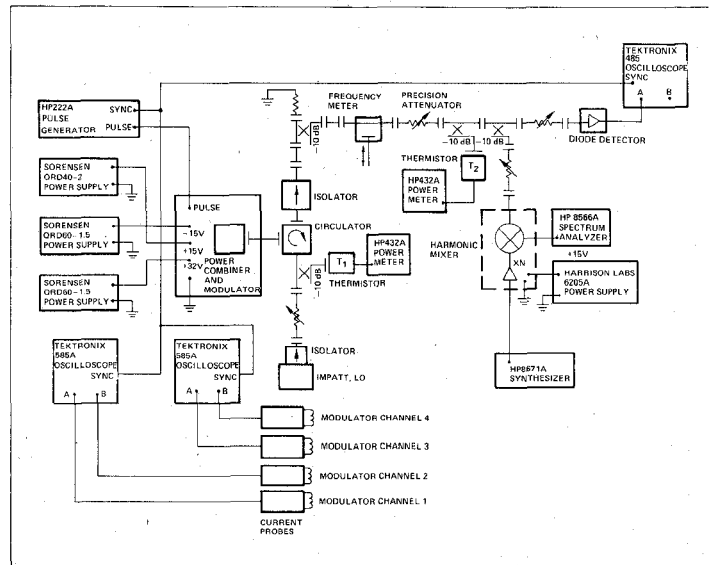 TEKTRONIX
485
OSCILLOSCOPE
SYNC
A B
HP222A
PULSE
GENERATOR
SYNC
PULSE
FREQUENCY
METER
PRECISION
ATTENUATOR
-10 dB
-10 dB
-10 dB
DIODE DETECTOR
THERMISTOR
T2
HP432A
POWER
METER
SORENSEN
QRD40-2
POWER SUPPLY
ISOLATOR
PULSE
SORENSEN
QRD60-1.5
POWER SUPPLY
-15V
+15V
+32V
POWER
COMBINER
AND
MODULATOR
CIRCULATOR
HP432A
POWER
METER
T1
THERMISTOR
-10 dB
HARMONIC
MIXER
XN
HP 8566A
SPECTRUM
ANALYZER
+15V
HARRISON LABS
6205A
POWER SUPPLY
SORENSEN
QRD60-1.5
POWER SUPPLY
TEKTRONIX
585A
OSCILLOSCOPE
SYNC
A B
TEKTRONIX
585A
OSCILLOSCOPE
SYNC
A B
ISOLATOR
IMPATT, LO
HP8671A
SYNTHESIZER
MODULATOR CHANNEL 4
MODULATOR CHANNEL 3
MODULATOR CHANNEL 2
MODULATOR CHANNEL 1
CURRENT
PROBES